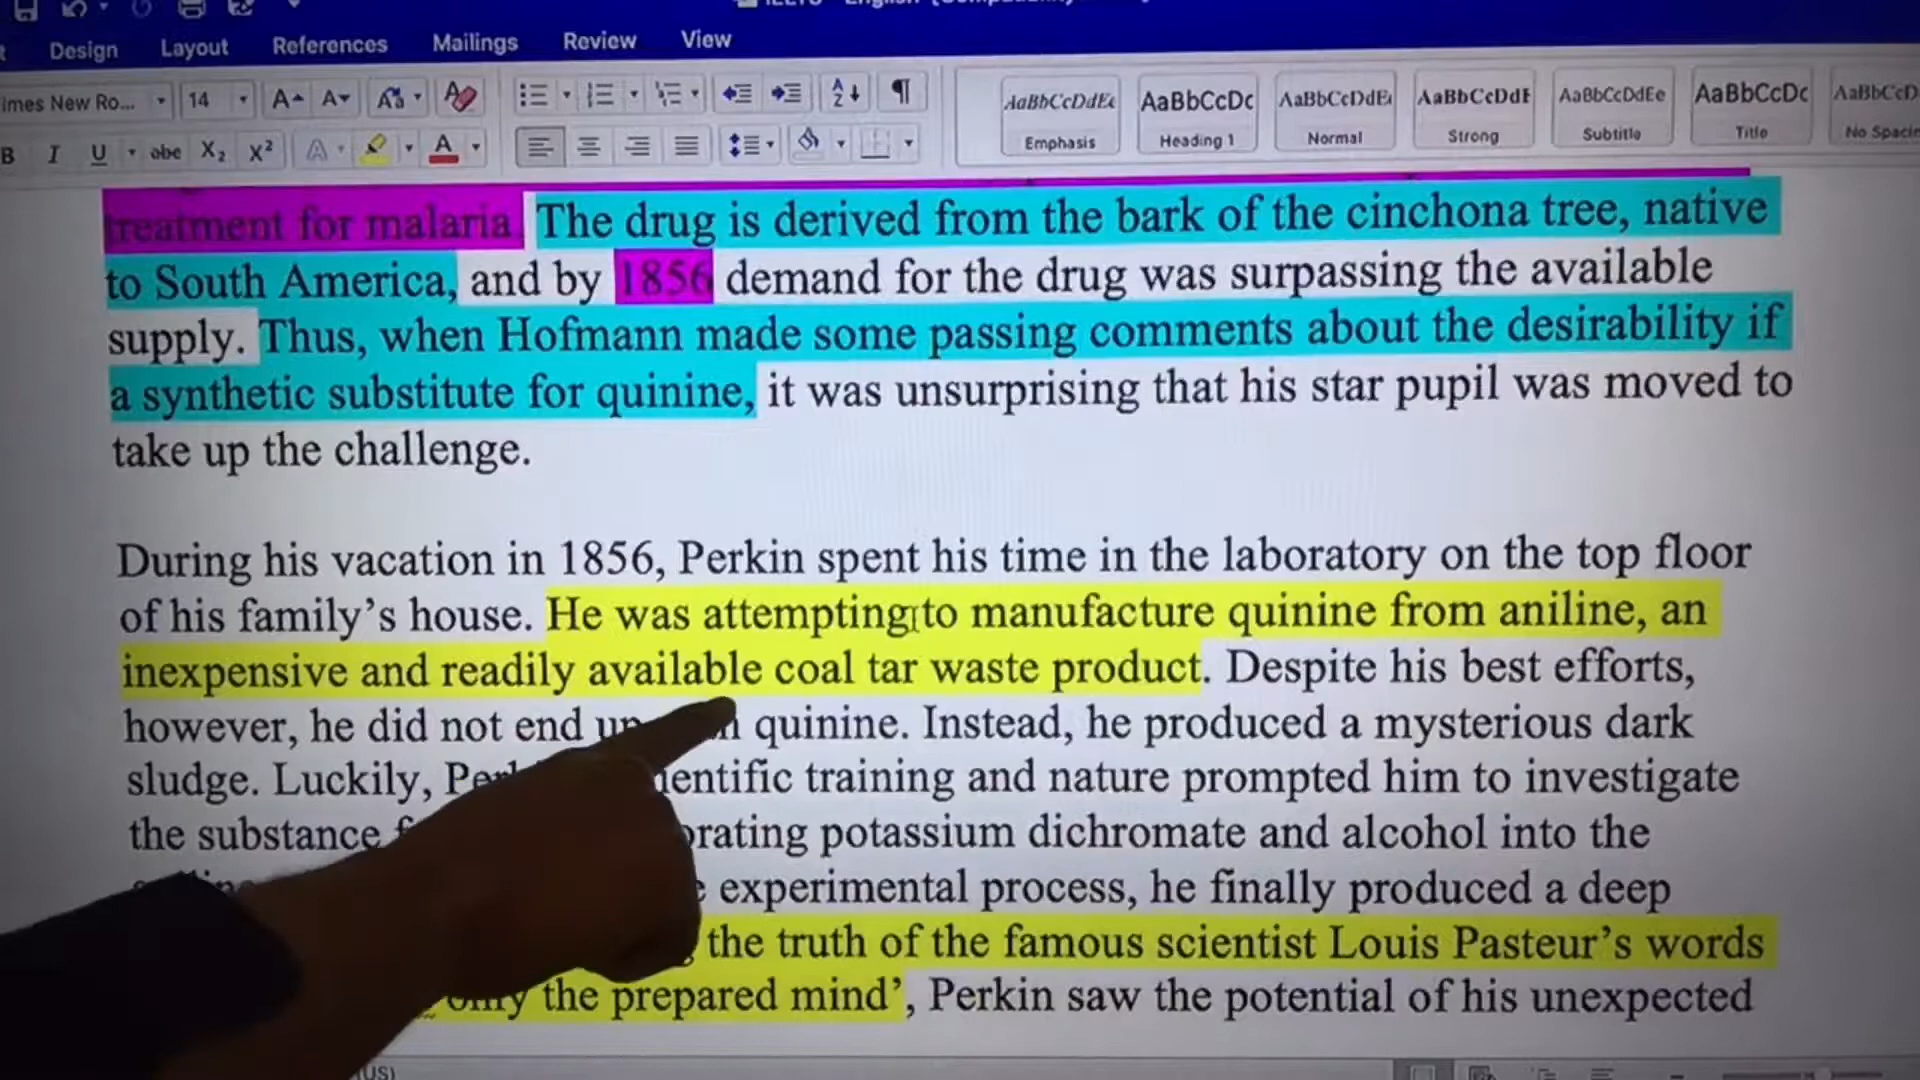 Design Layout References Mailings Review View
imes New Ro... 14 A A Aa A
AaBbCcDdEe AaBbCcDc AaBbCcDdEe AaBbCcDdE AaBbCcDdEe AaBbCcDc AaBbCcD
B I U abe X₂ X² A A
Emphasis Heading 1 Normal Strong Subtitle Title No Spacin
treatment for malaria. The drug is derived from the bark of the cinchona tree, native
to South America, and by 1856 demand for the drug was surpassing the available
supply. Thus, when Hofmann made some passing comments about the desirability if
a synthetic substitute for quinine, it was unsurprising that his star pupil was moved to
take up the challenge.
During his vacation in 1856, Perkin spent his time in the laboratory on the top floor
of his family’s house. He was attempting to manufacture quinine from aniline, an
inexpensive and readily available coal tar waste product. Despite his best efforts,
however, he did not end quinine. Instead, he produced a mysterious dark
sludge. Luckily, training and nature prompted him to investigate
the substance potassium dichromate and alcohol into the
experimental process, he finally produced a deep
the truth of the famous scientist Louis Pasteur’s words
only the prepared mind’, Perkin saw the potential of his unexpected
US)